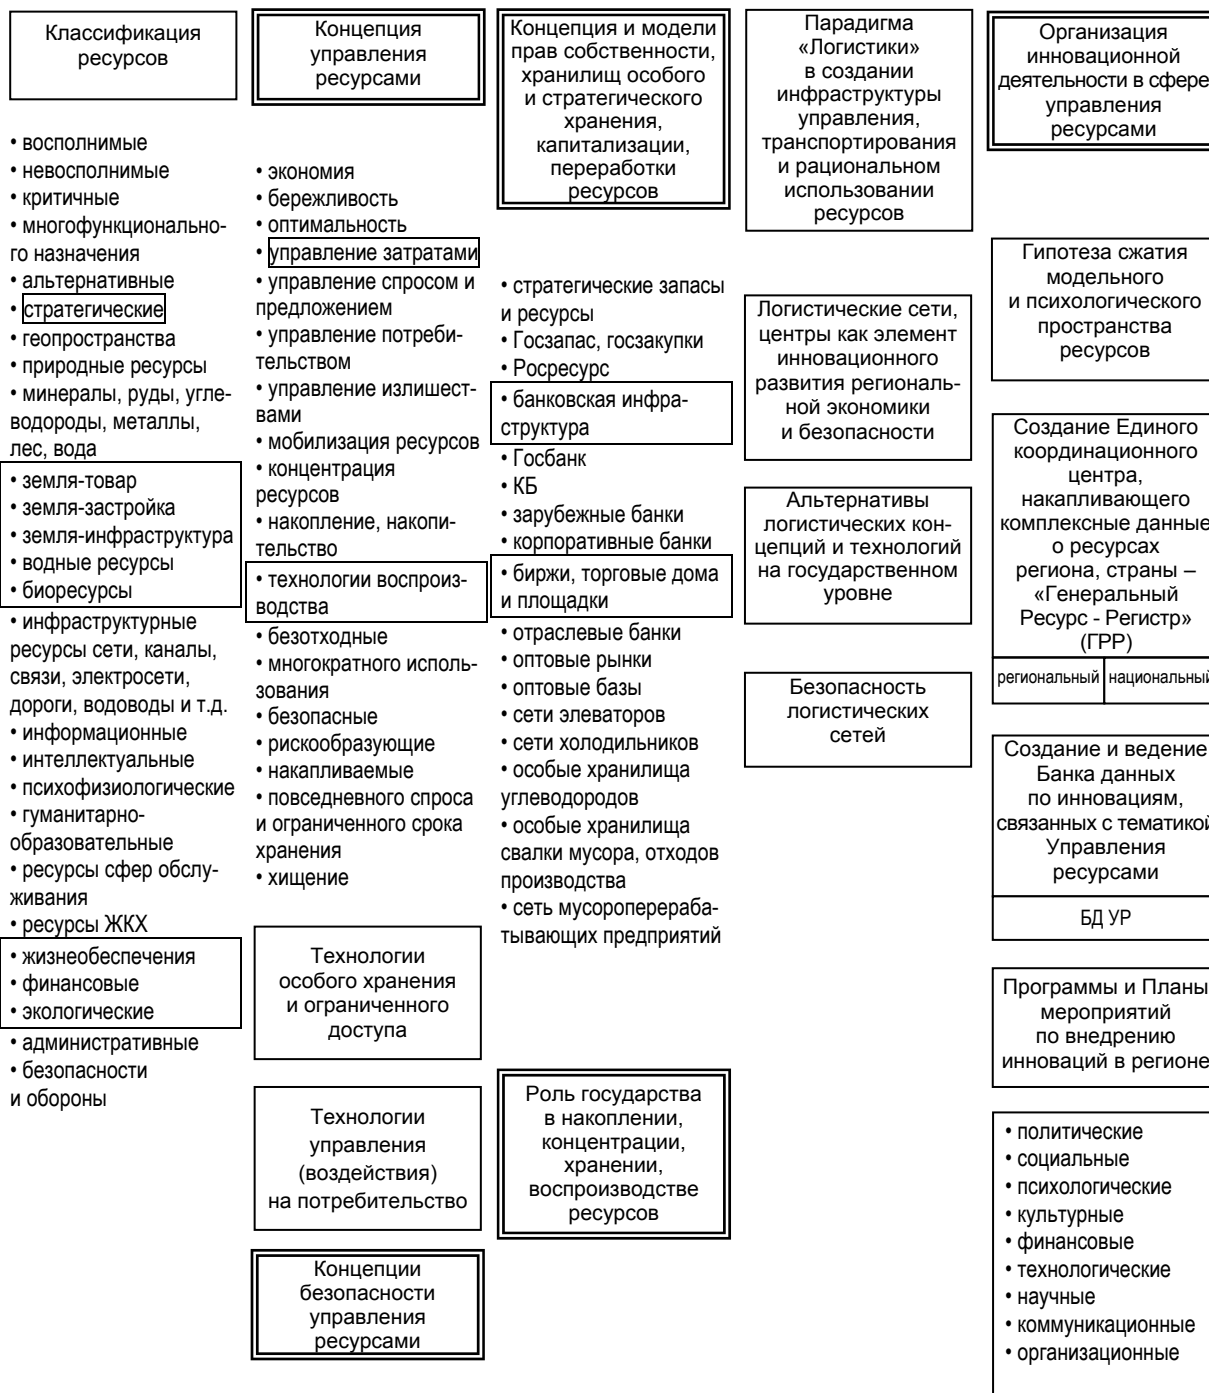 Классификация
ресурсов
• восполнимые
• невосполнимые
• критичные
• многофункционально-
го назначения
• альтернативные
• стратегические
• геопространства
• природные ресурсы
• минералы, руды, угле-
водороды, металлы,
лес, вода
• земля-товар
• земля-застройка
• земля-инфраструктура
• водные ресурсы
• биоресурсы
• инфраструктурные
ресурсы сети, каналы,
связи, электросети,
дороги, водоводы и т.д.
• информационные
• интеллектуальные
• психофизиологические
• гуманитарно-
образовательные
• ресурсы сфер обслу-
живания
• ресурсы ЖКХ
• жизнеобеспечения
• финансовые
• экологические
• административные
• безопасности
и обороны
Концепция
управления
ресурсами
• экономия
• бережливость
• оптимальность
• управление затратами
• управление спросом и
предложением
• управление потреби-
тельством
• управление излишест-
вами
• мобилизация ресурсов
• концентрация
ресурсов
• накопление, накопи-
тельство
• технологии воспроиз-
водства
• безотходные
• многократного исполь-
зования
• безопасные
• рискообразующие
• накапливаемые
• повседневного спроса
и ограниченного срока
хранения
• хищение
Технологии
особого хранения
и ограниченного
доступа
Технологии
управления
(воздействия)
на потребительство
Концепции
безопасности
управления
ресурсами
Концепция и модели
прав собственности,
хранилищ особого
и стратегического
хранения,
капитализации,
переработки
ресурсов
• стратегические запасы
и ресурсы
• Госзапас, госзакупки
• Росресурс
• банковская инфра-
структура
• Госбанк
• КБ
• зарубежные банки
• корпоративные банки
• биржи, торговые дома
и площадки
• отраслевые банки
• оптовые рынки
• оптовые базы
• сети элеваторов
• сети холодильников
• особые хранилища
углеводородов
• особые хранилища
свалки мусора, отходов
производства
• сеть мусороперераба-
тывающих предприятий
Роль государства
в накоплении,
концентрации,
хранении,
воспроизводстве
ресурсов
Парадигма
«Логистики»
в создании
инфраструктуры
управления,
транспортирования
и рациональном
использовании
ресурсов
Логистические сети,
центры как элемент
инновационного
развития региональ-
ной экономики
и безопасности
Альтернативы
логистических кон-
цепций и технологий
на государственном
уровне
Безопасность
логистических
сетей
Организация
инновационной
деятельности в сфере
управления
ресурсами
Гипотеза сжатия
модельного
и психологического
пространства
ресурсов
Создание Единого
координационного
центра,
накапливающего
комплексные данные
о ресурсах
региона, страны –
«Генеральный
Ресурс - Регистр»
(ГРР)
региональный национальный
Создание и ведение
Банка данных
по инновациям,
связанных с тематикой
Управления
ресурсами
БД УР
Программы и Планы
мероприятий
по внедрению
инноваций в регионе
• политические
• социальные
• психологические
• культурные
• финансовые
• технологические
• научные
• коммуникационные
• организационные